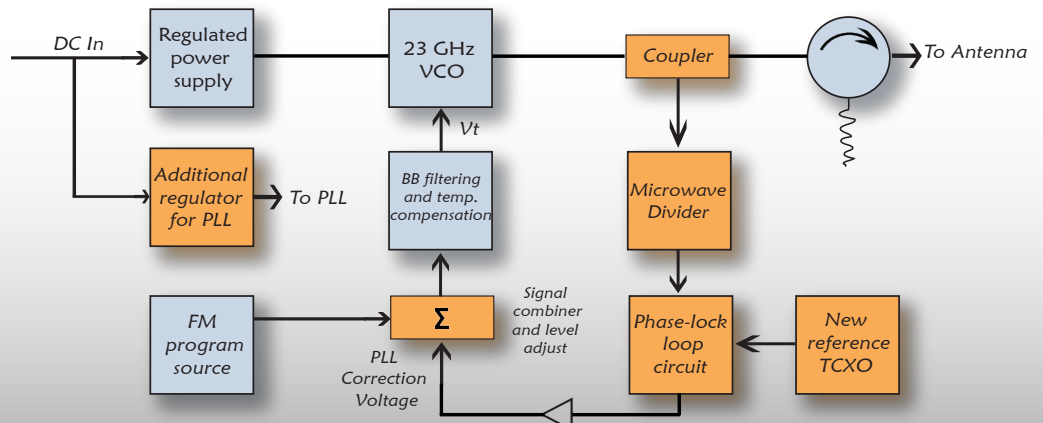 DC In
Regulated
power
supply
23 GHz
VCO
Coupler
To Antenna
Vt
Additional
regulator
for PLL
To PLL
BB filtering
and temp.
compensation
Microwave
Divider
FM
program
source
Σ
Signal
combiner
and level
adjust
Phase-lock
loop
circuit
New
reference
TCXO
PLL
Correction
Voltage